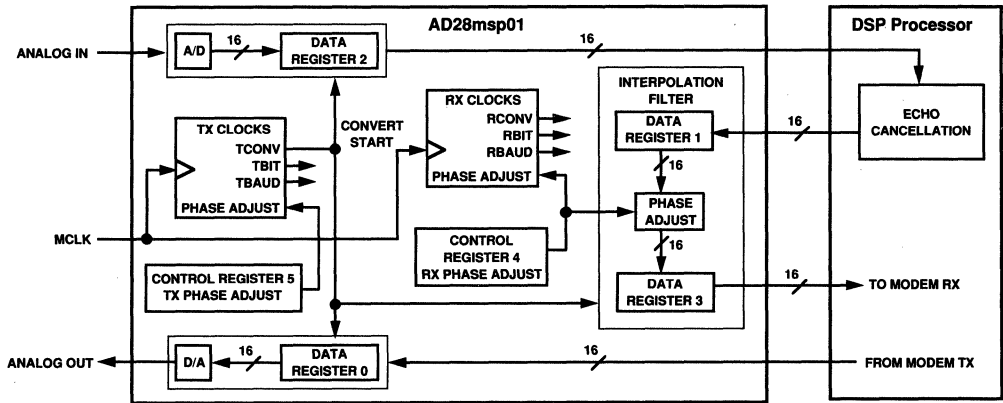 AD28msp01
DSP Processor
ANALOG IN
A/D
16
DATA
REGISTER 2
16
INTERPOLATION
FILTER
ECHO
CANCELLATION
TX CLOCKS
TCONV
TBIT
TBAUD
PHASE ADJUST
CONVERT
START
RX CLOCKS
RCONV
RBIT
RBAUD
PHASE ADJUST
DATA
REGISTER 1
16
16
PHASE
ADJUST
16
MCLK
CONTROL REGISTER 5
TX PHASE ADJUST
CONTROL
REGISTER 4
RX PHASE ADJUST
DATA
REGISTER 3
16
TO MODEM RX
ANALOG OUT
D/A
16
DATA
REGISTER 0
16
FROM MODEM TX